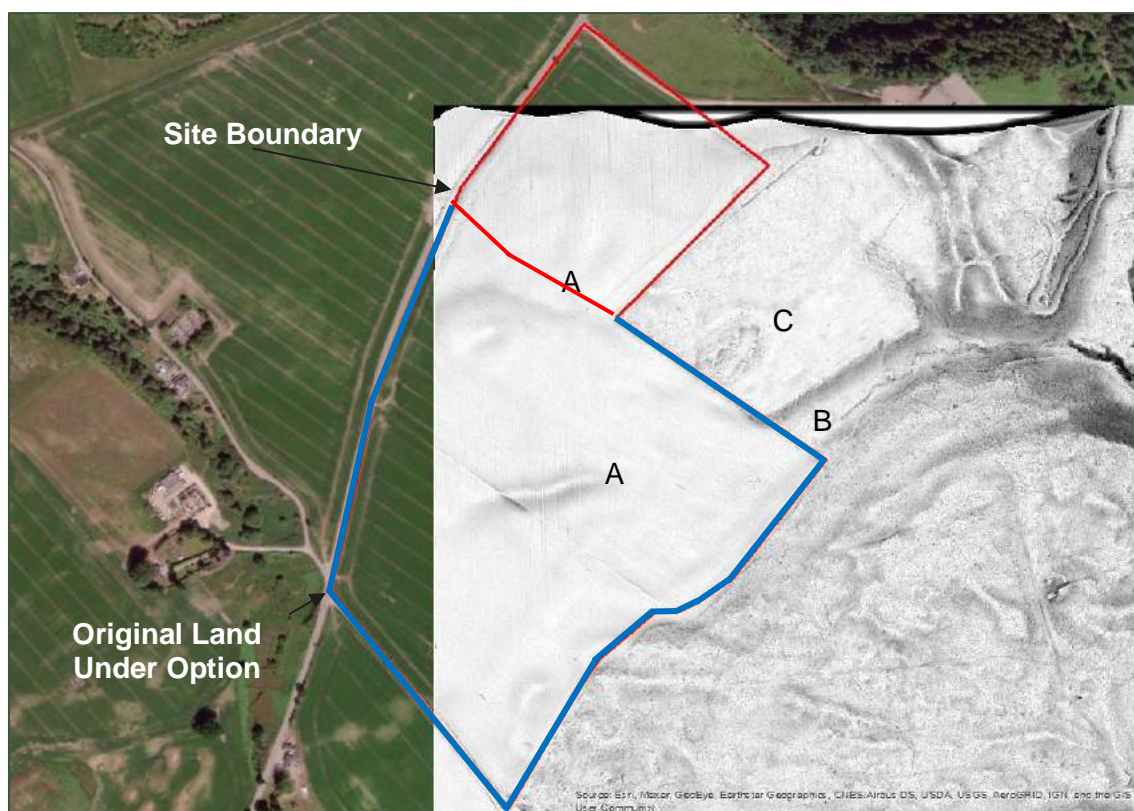 Site Boundary
A
C
B
A
Original Land
Under Option
Source: Esri, Maxar, GeoEye, Earthstar Geographics, CNES/Airbus DS, USDA, USGS, AeroGRID, IGN, and the GIS
User Community